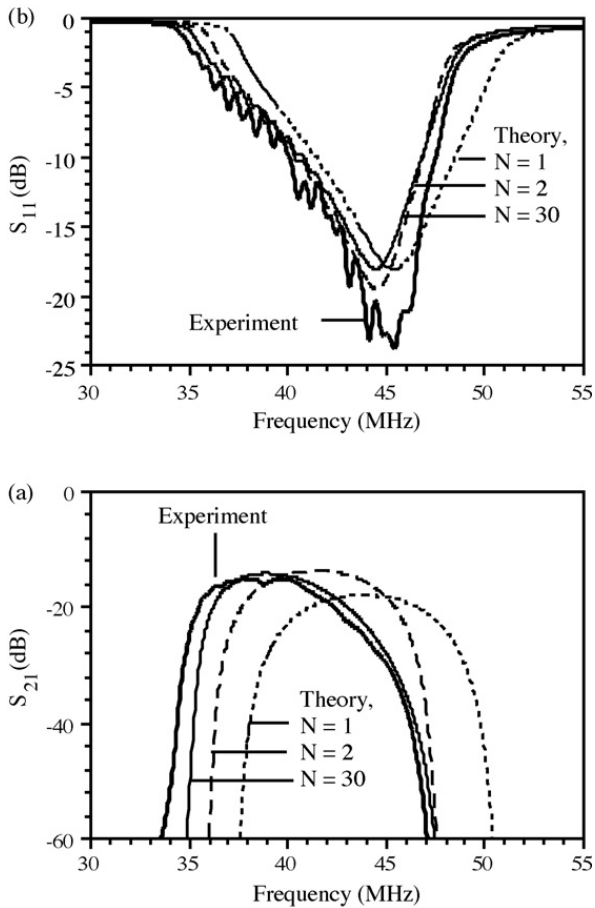 (b)
0
-5
-10
-15
-20
-25
S11 (dB)
Theory,
N = 1
N = 2
N = 30
Experiment
30 35 40 45 50 55
Frequency (MHz)
(a)
0
-20
-40
-60
S21 (dB)
Experiment
Theory,
N = 1
N = 2
N = 30
30 35 40 45 50 55
Frequency (MHz)